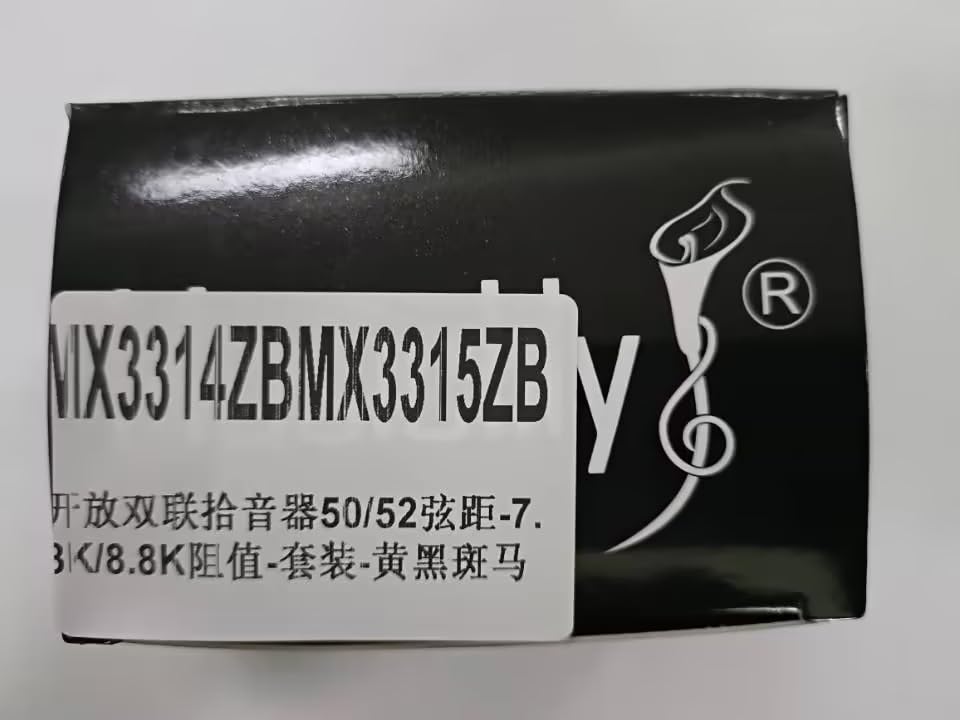 MX3314ZBMX3315ZB
开放双联拾音器50/52弦距-7.
8K/8.8K阻值-套装-黄黑斑马
y
®